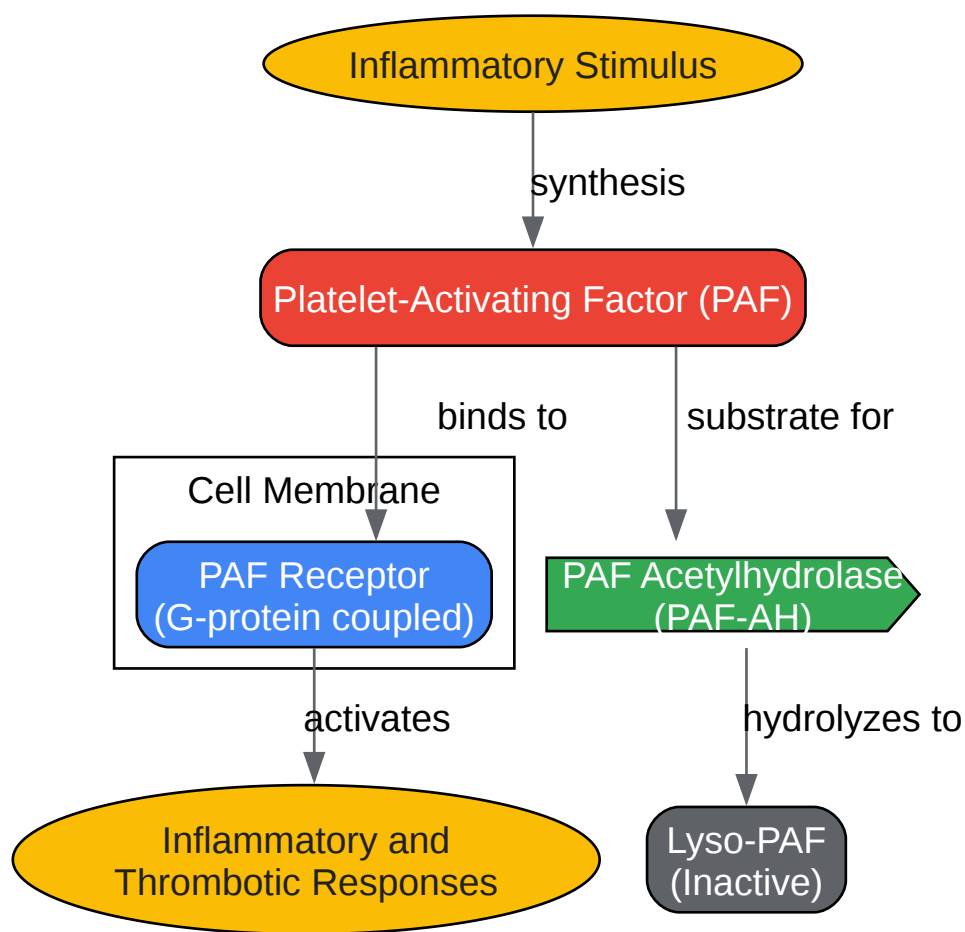 Inflammatory Stimulus
synthesis
Platelet-Activating Factor (PAF)
binds to
substrate for
Cell Membrane
PAF Receptor
(G-protein coupled)
PAF Acetylhydrolase
(PAF-AH)
activates
hydrolyzes to
Inflammatory and
Thrombotic Responses
Lyso-PAF
(Inactive)